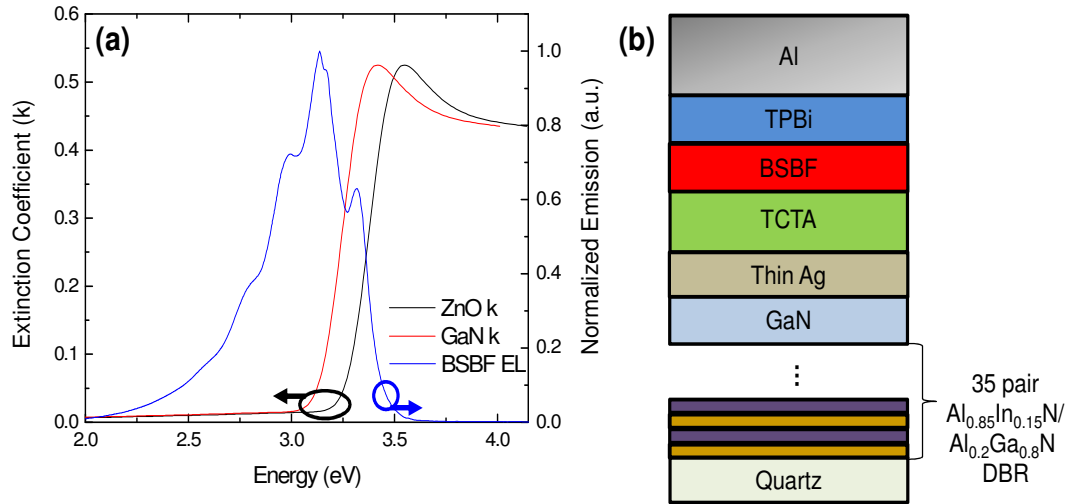 (a)
0.6
0.5
0.4
0.3
0.2
0.1
0.0
Extinction Coefficient (k)
2.0 2.5 3.0 3.5 4.0
Energy (eV)
1.0
0.8
0.6
0.4
0.2
0.0
Normalized Emission (a.u.)
ZnO k
GaN k
BSBF EL
(b)
Al
TPBi
BSBF
TCTA
Thin Ag
GaN
⋮
Quartz
35 pair
Al₀.₈₅In₀.₁₅N/
Al₀.₂Ga₀.₈N
DBR